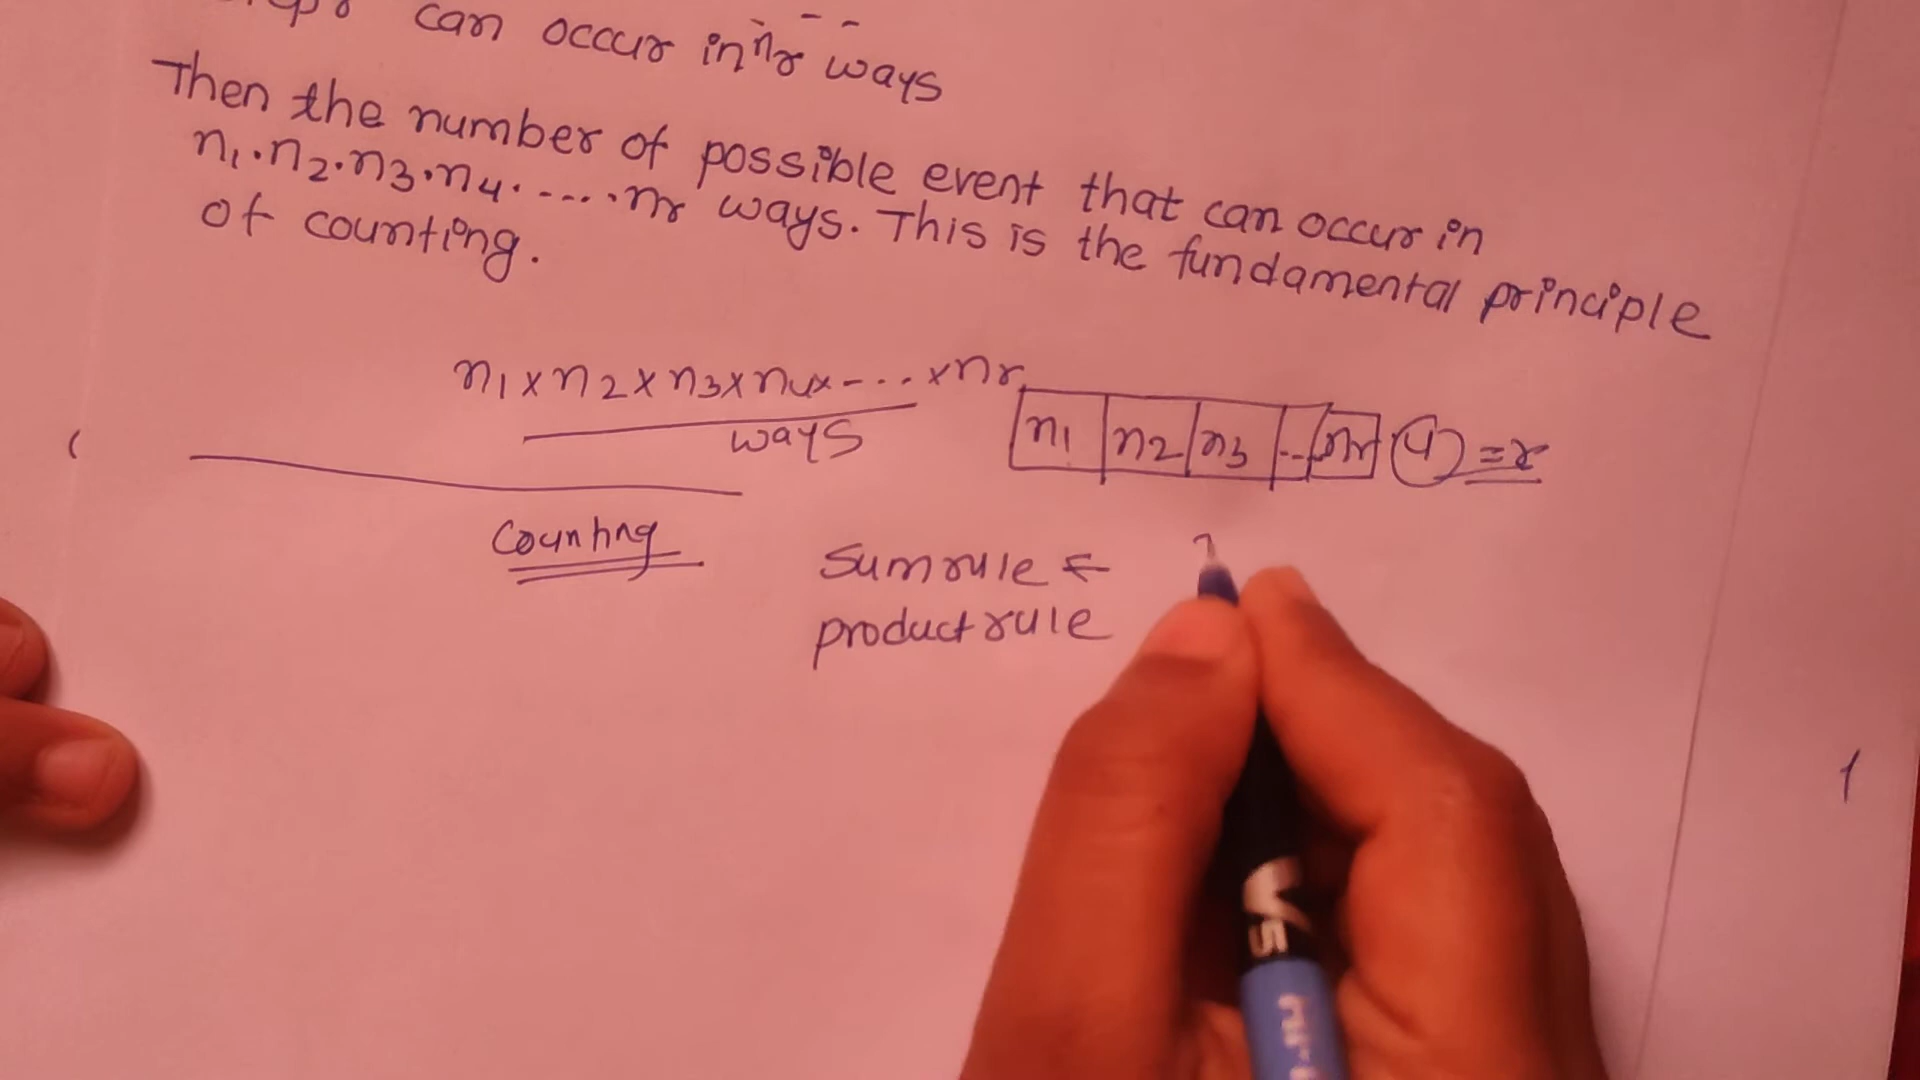 can occur in nr ways
Then the number of possible event that can occur in
n1.n2.n3.n4. .... .nr ways. This is the fundamental principle
of counting.
n1 x n2 x n3 x n4 x - ... x nr
ways
n1 n2 n3 -- nr 4 = r
Counting
Sum rule ←
product rule
V5